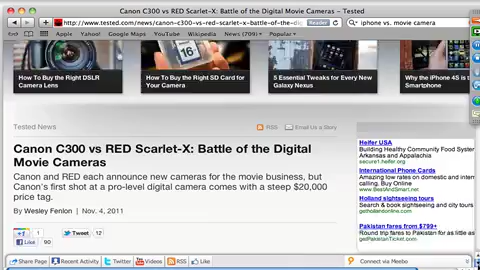 Canon C300 vs RED Scarlet-X: Battle of the Digital Movie Cameras – Tested
http://www.tested.com/news/canon-c300-vs-red-scarlet-x-battle-of-the-dig
Reader
iphone vs. movie camera
Apple Yahoo! Google Maps YouTube Wikipedia News (709) Popular
How To Buy the Right DSLR Camera Lens
How To Buy the Right SD Card for Your Camera
5 Essential Tweaks for Every New Galaxy Nexus
Why the iPhone 4S is t
Smartphone
Tested News
RSS Email Us a Story
Canon C300 vs RED Scarlet-X: Battle of the Digital
Movie Cameras
Canon and RED each announce new cameras for the movie business, but
Canon's first shot at a pro-level digital camera comes with a steep $20,000
price tag.
By Wesley Fenlon | Nov. 4, 2011
+1 1 Tweet 12
Like 90
Heifer USA
Building Healthy Community Food Syste
Arkansas and Appalachia
secure1.heifer.org
International Phone Cards
Amazing low rates on domestic and inter
calling. Buy Online
www.BestAndSmart.net
Holland sightseeing tours
Search & book sightseeing and city tours
gethollandonline.com
Pakistan fares from $799+
Round trip fares to Pakistan for as little as
getPakistanTicket.com
Share Page Recent Activity Twitter Videos RSS Like Connect via Meebo